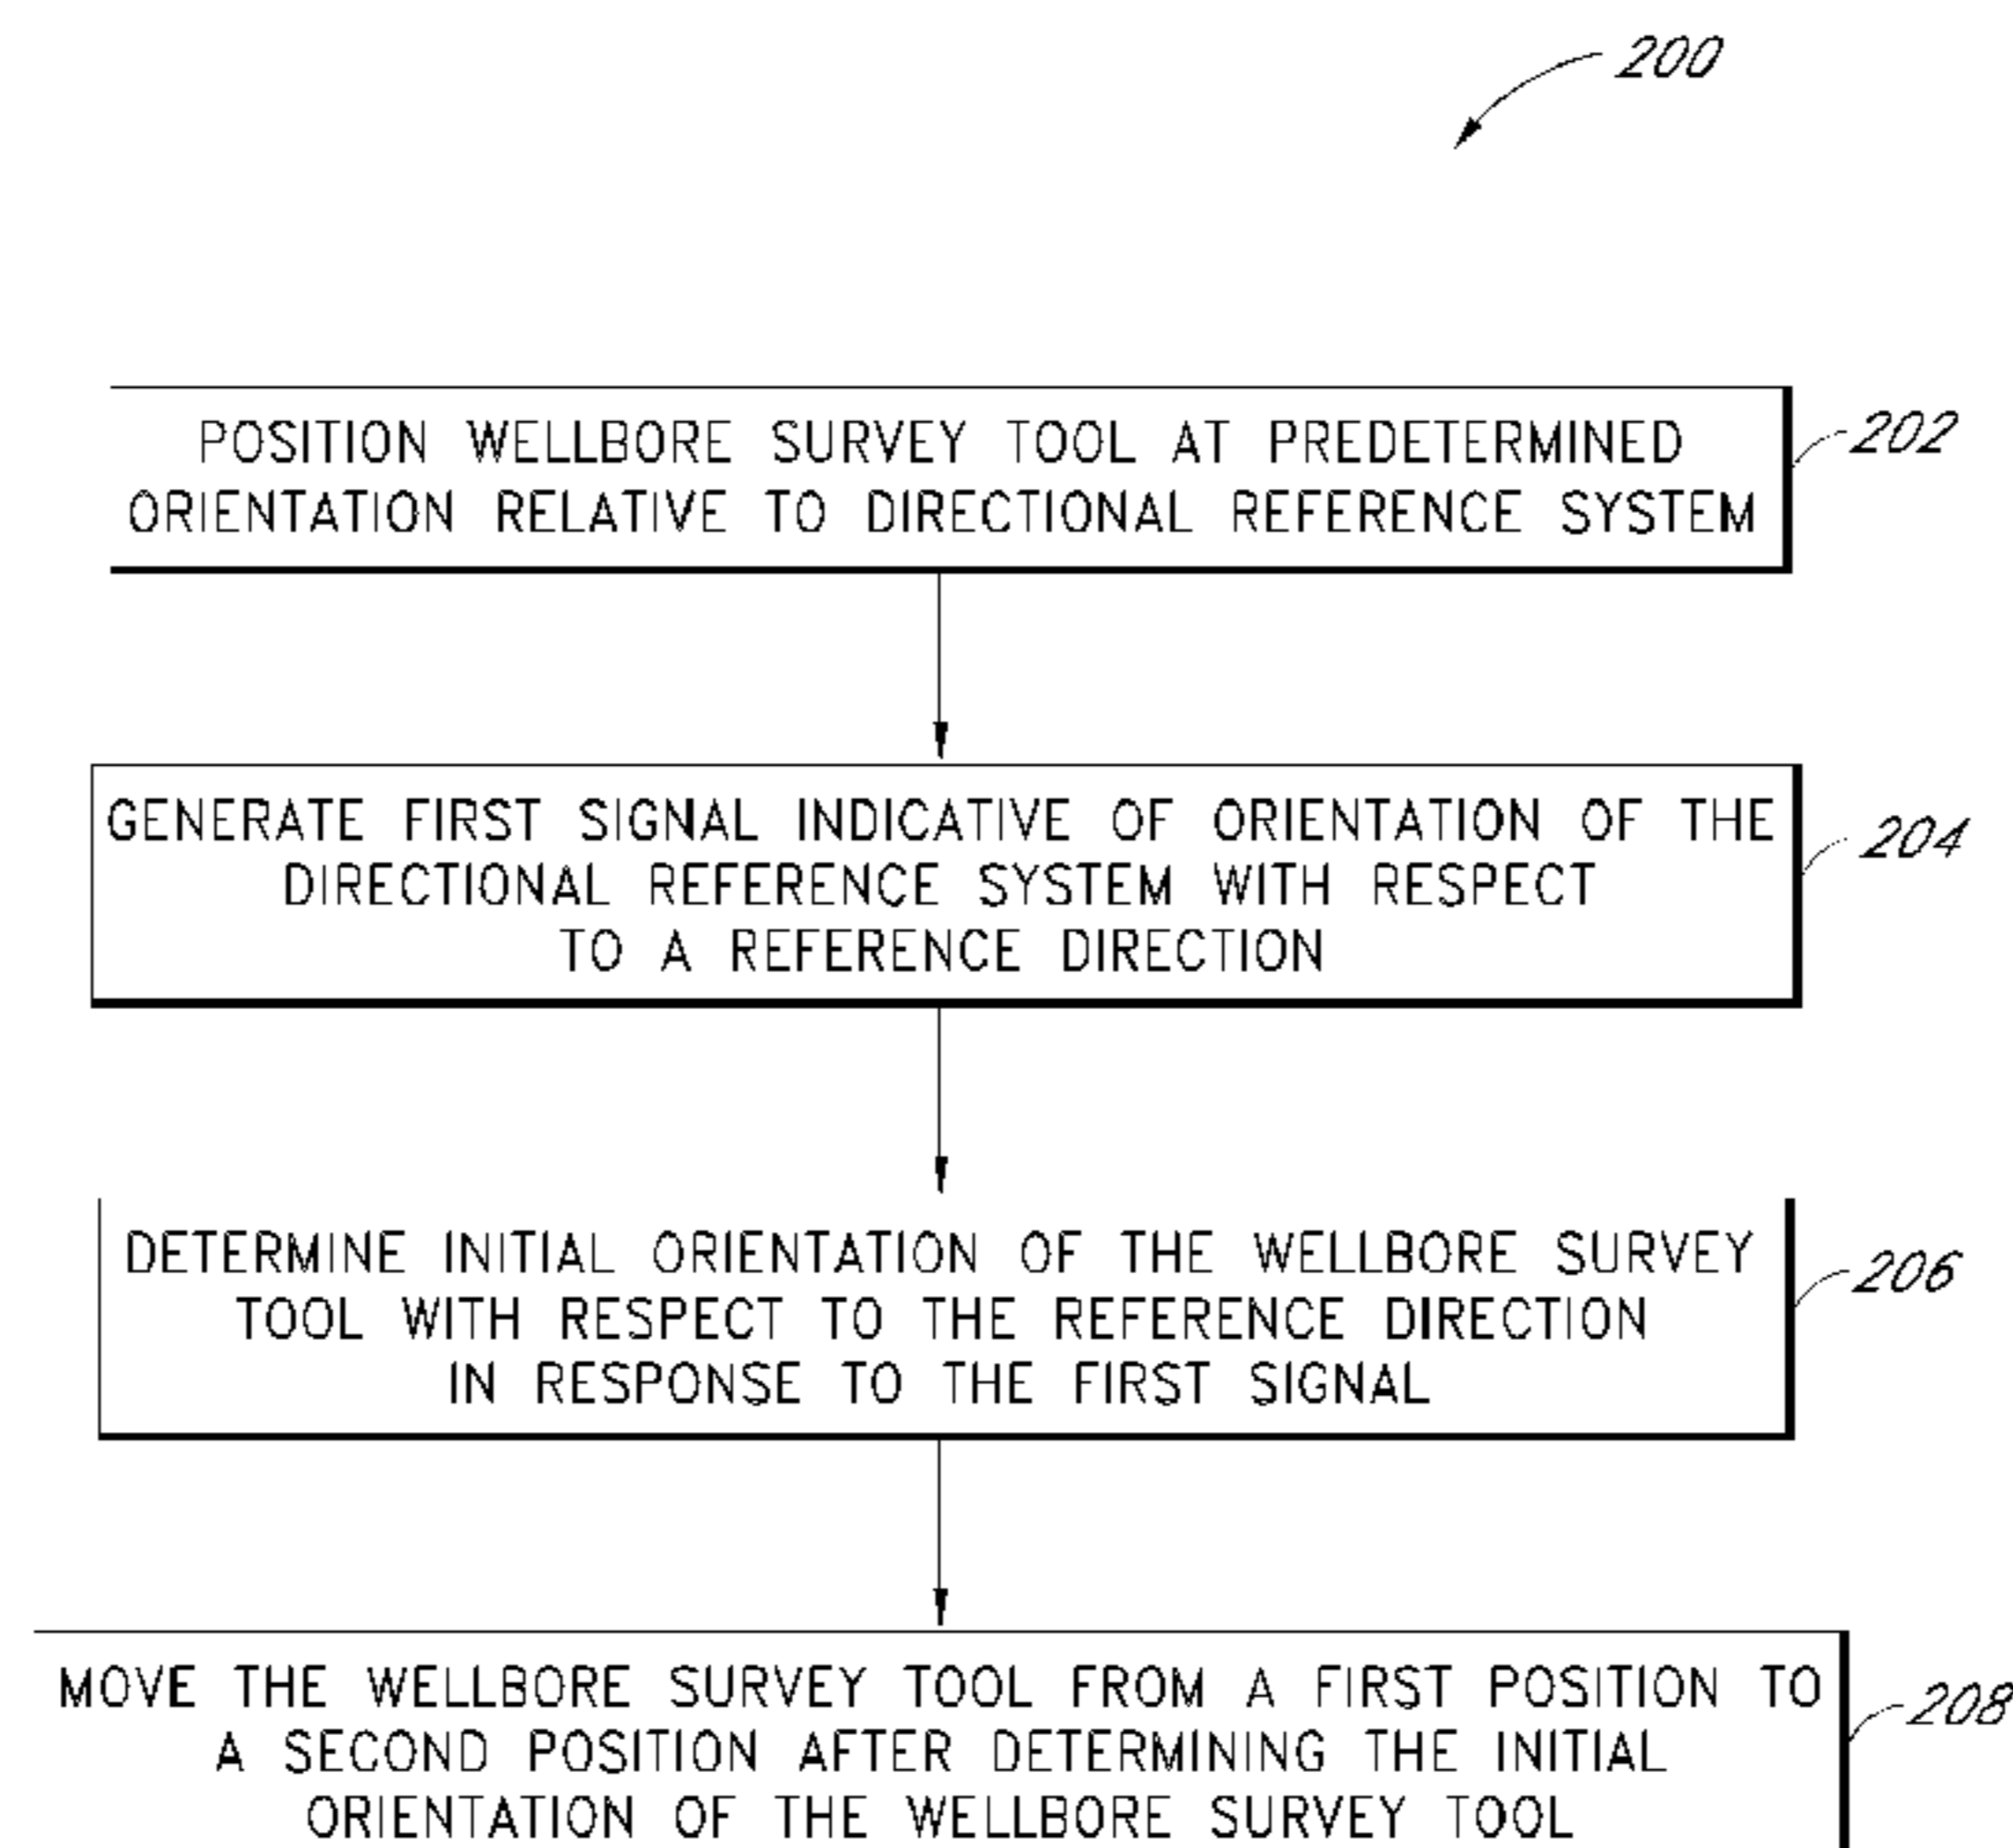 200
POSITION WELLBORE SURVEY TOOL AT PREDETERMINED
ORIENTATION RELATIVE TO DIRECTIONAL REFERENCE SYSTEM
202
GENERATE FIRST SIGNAL INDICATIVE OF ORIENTATION OF THE
DIRECTIONAL REFERENCE SYSTEM WITH RESPECT
TO A REFERENCE DIRECTION
204
DETERMINE INITIAL ORIENTATION OF THE WELLBORE SURVEY
TOOL WITH RESPECT TO THE REFERENCE DIRECTION
IN RESPONSE TO THE FIRST SIGNAL
206
MOVE THE WELLBORE SURVEY TOOL FROM A FIRST POSITION TO
A SECOND POSITION AFTER DETERMINING THE INITIAL
ORIENTATION OF THE WELLBORE SURVEY TOOL
208